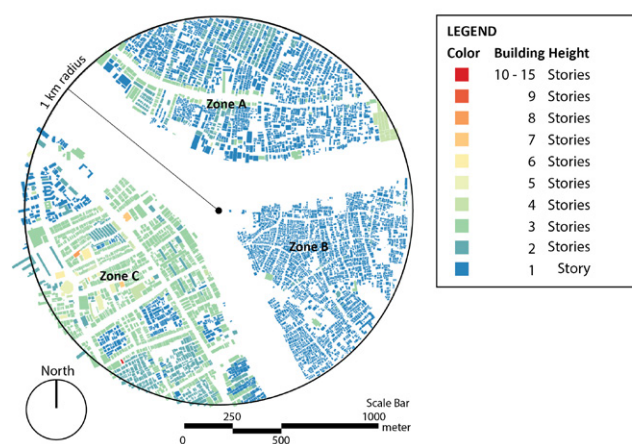 1 km radius
Zone A
Zone B
Zone C
North
Scale Bar
250 1000
meter
0 500
LEGEND
Color Building Height
10 - 15 Stories
9 Stories
8 Stories
7 Stories
6 Stories
5 Stories
4 Stories
3 Stories
2 Stories
1 Story